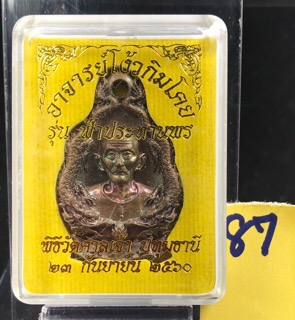 อาจารย์โง้วกิมโคย
รุ่น ฟ้าประทานพร
พิธีวัดศาลเจ้า ปทุมธานี
๒๓ กันยายน ๒๕๖๐
87